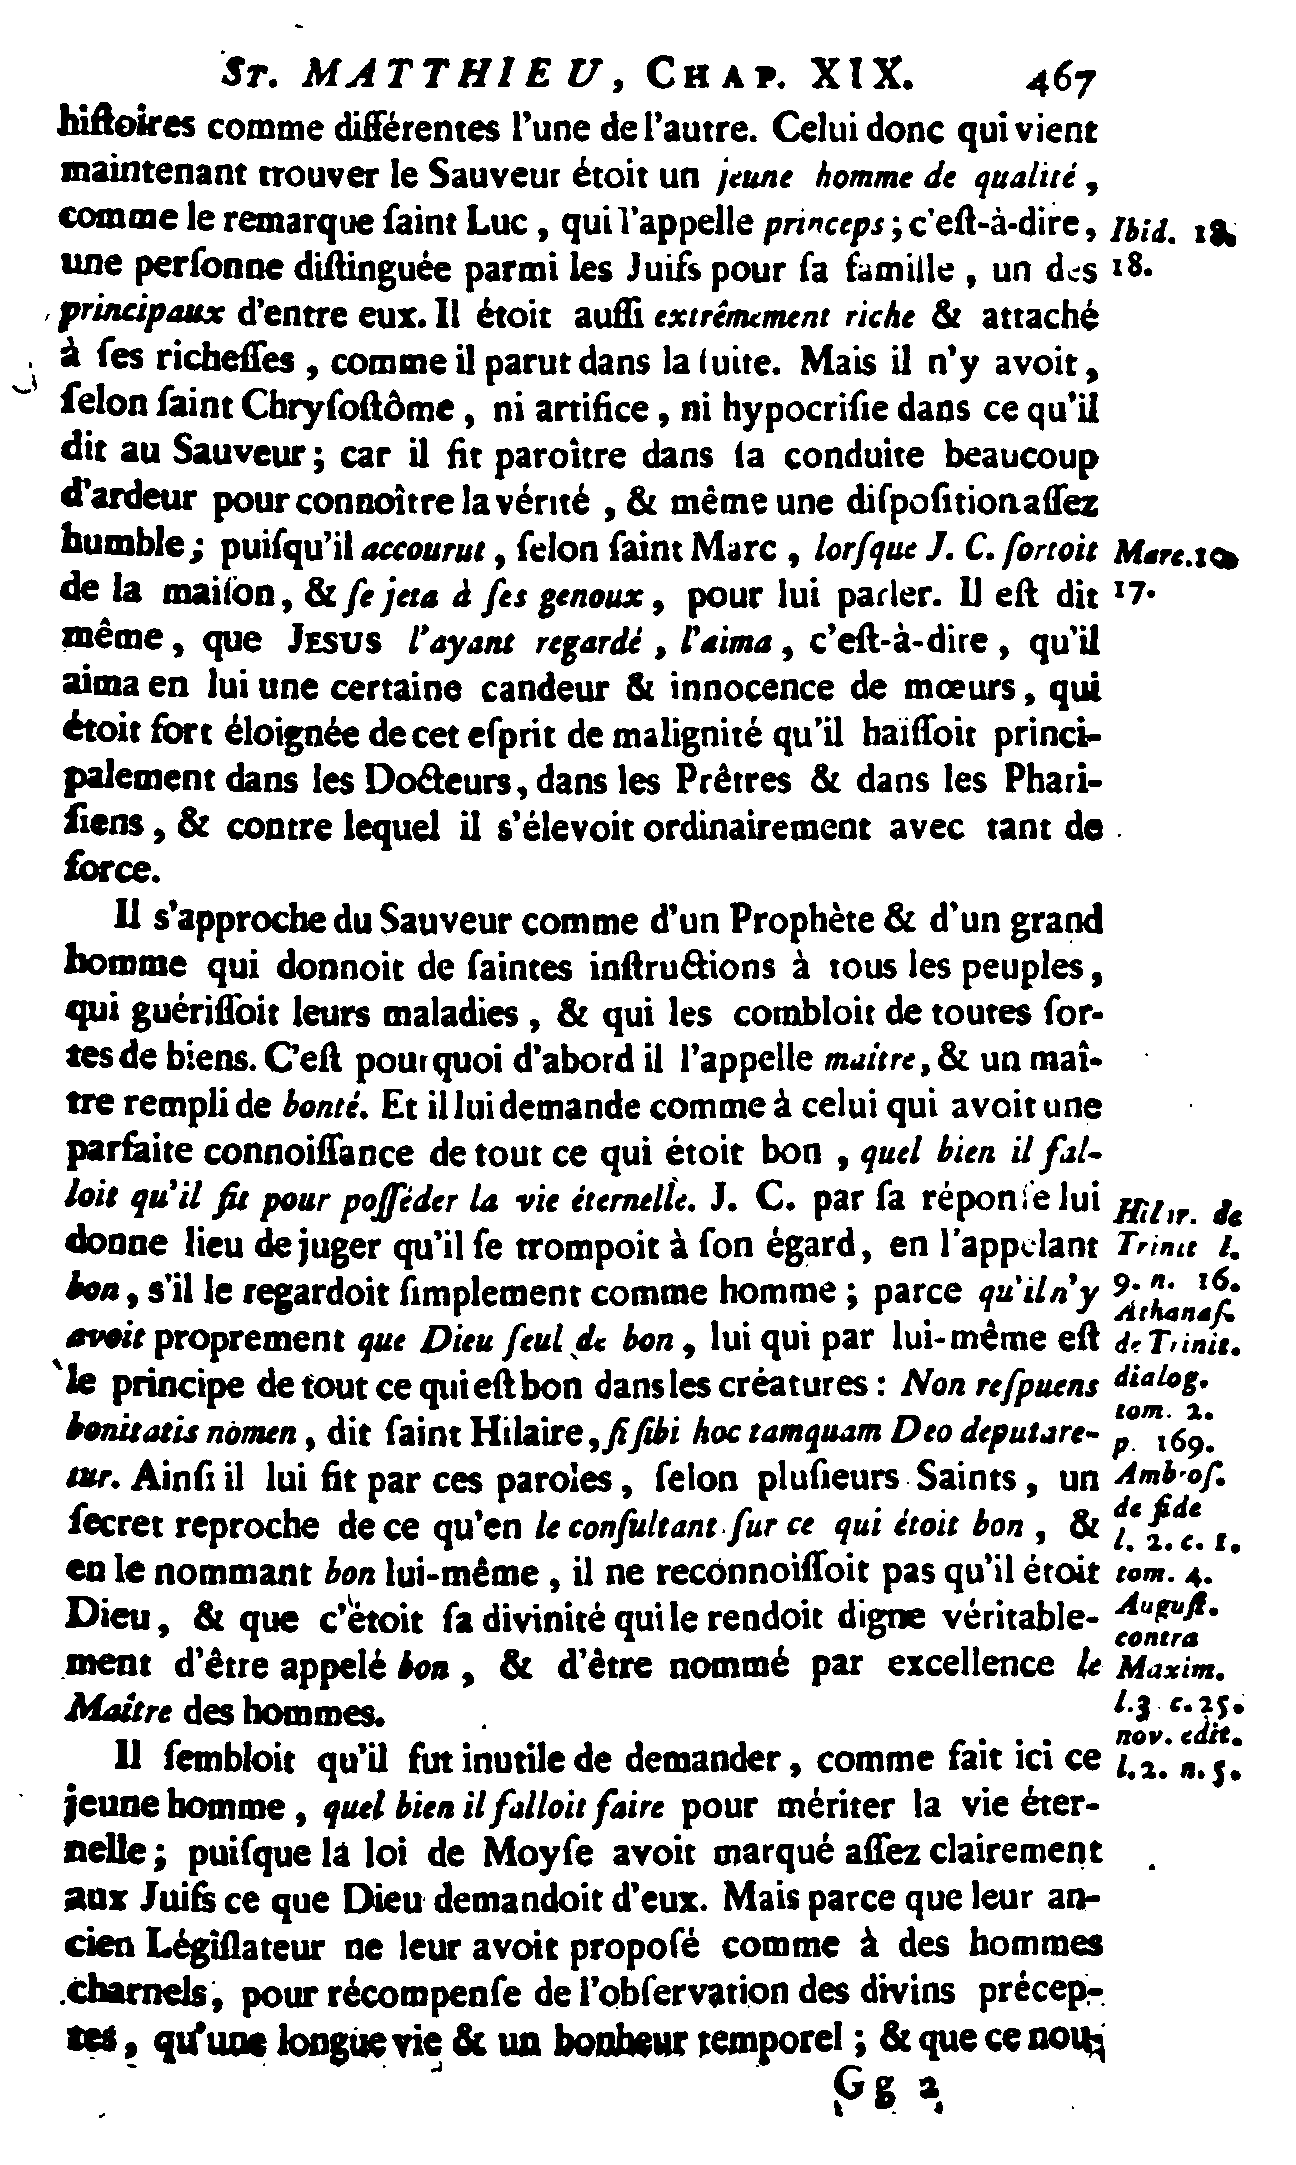 ST. MATTHIEU, CHAP. XIX. 467
hiſtoires comme différentes l'une de l'autre. Celui donc qui vient
maintenant trouver le Sauveur étoit un jeune homme de qualité,
comme le remarque ſaint Luc, qui l'appelle princeps; c'eſt-à-dire,
une perſonne diſtinguée parmi les Juifs pour ſa famille, un des
principaux d'entre eux. Il étoit auſſi extrêmement riche & attaché
à ſes richeſſes, comme il parut dans la ſuite. Mais il n'y avoit,
ſelon ſaint Chryſoſtôme, ni artifice, ni hypocriſie dans ce qu'il
dit au Sauveur; car il fit paroître dans ſa conduite beaucoup
d'ardeur pour connoître la vérité, & même une diſpoſition aſſez
humble; puiſqu'il accourut, ſelon ſaint Marc, lorſque J. C. ſortoit
de la maiſon, & ſe jeta à ſes genoux, pour lui parler. Il eſt dit
même, que JESUS l'ayant regardé, l'aima, c'eſt-à-dire, qu'il
aima en lui une certaine candeur & innocence de mœurs, qui
étoit fort éloignée de cet eſprit de malignité qu'il haïſſoit princi-
palement dans les Docteurs, dans les Prêtres & dans les Phari-
ſiens, & contre lequel il s'élevoit ordinairement avec tant de
force.
Il s'approche du Sauveur comme d'un Prophète & d'un grand
homme qui donnoit de ſaintes inſtructions à tous les peuples,
qui guériſſoit leurs maladies, & qui les combloit de toutes ſor-
tes de biens. C'eſt pourquoi d'abord il l'appelle maître, & un maî-
tre rempli de bonté. Et il lui demande comme à celui qui avoit une
parfaite connoiſſance de tout ce qui étoit bon, quel bien il fal-
loit qu'il fit pour poſſéder la vie éternelle. J. C. par ſa réponſe lui
donne lieu de juger qu'il ſe trompoit à ſon égard, en l'appelant
bon, s'il le regardoit ſimplement comme homme; parce qu'il n'y
avoit proprement que Dieu ſeul de bon, lui qui par lui-même eſt
le principe de tout ce qui eſt bon dans les créatures: Non reſpuens
bonitatis nomen, dit ſaint Hilaire, ſi ſibi hoc tamquam Deo deputare-
tur. Ainſi il lui fit par ces paroles, ſelon pluſieurs Saints, un
ſecret reproche de ce qu'en le conſultant ſur ce qui étoit bon, &
en le nommant bon lui-même, il ne reconnoiſſoit pas qu'il étoit
Dieu, & que c'étoit ſa divinité qui le rendoit digne véritable-
ment d'être appelé bon, & d'être nommé par excellence le
Maître des hommes.
Il ſembloit qu'il fut inutile de demander, comme fait ici ce
jeune homme, quel bien il falloit faire pour mériter la vie éter-
nelle; puiſque la loi de Moyſe avoit marqué aſſez clairement
aux Juifs ce que Dieu demandoit d'eux. Mais parce que leur an-
cien Légiſlateur ne leur avoit propoſé comme à des hommes
charnels, pour récompenſe de l'obſervation des divins précep-
tes, qu'une longue vie & un bonheur temporel; & que ce nou-
Gg 2
Ibid. 18.
18.
Marc. 10.
17.
Hilar. de
Trinit l.
9. n. 16.
Athanaſ.
de Trinit.
dialog.
tom. 2.
p. 169.
Ambroſ.
de fide
l. 2. c. 1.
tom. 4.
Auguſt.
contra
Maxim.
l. 3 c. 25.
nov. edit.
l. 2. n. 5.